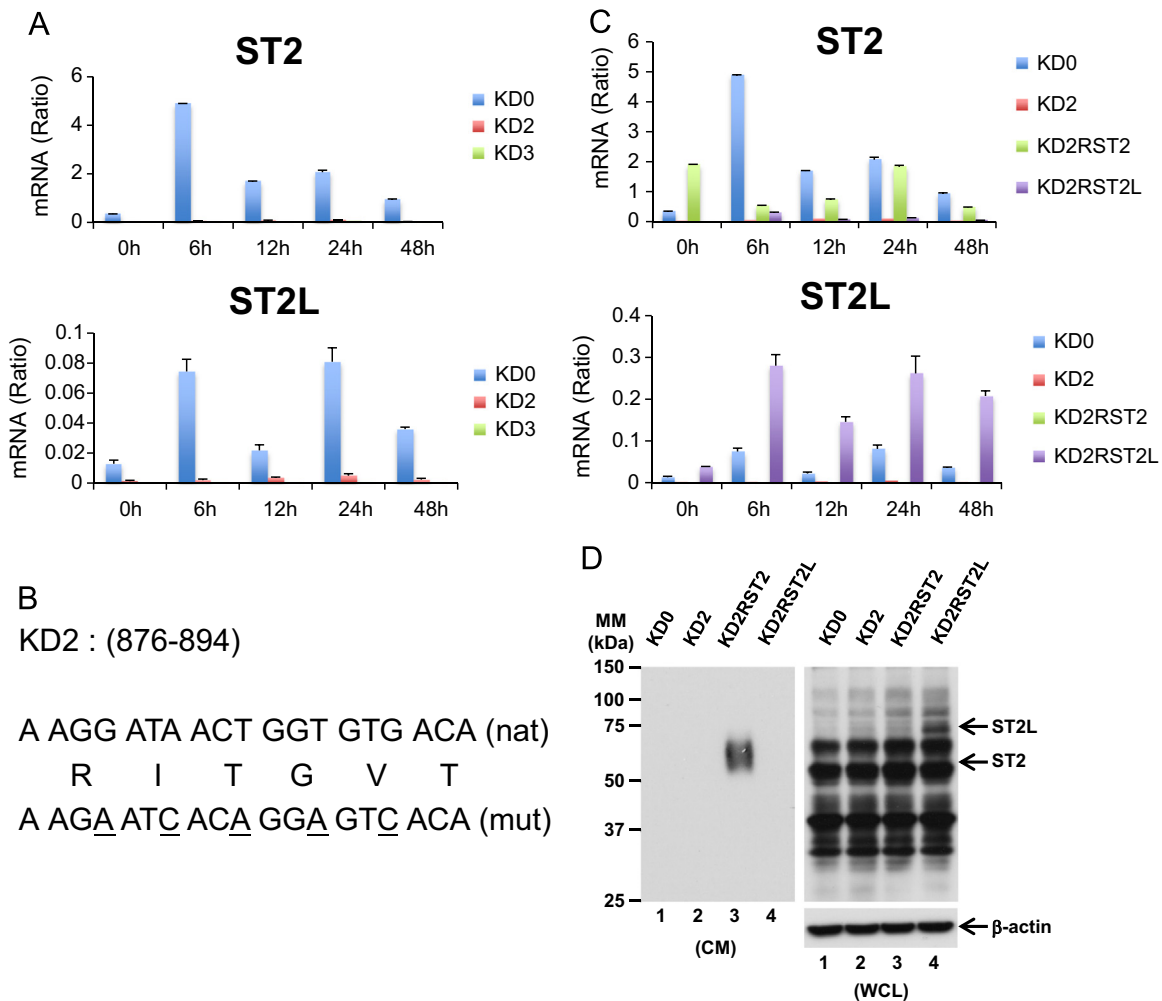 A
ST2
mRNA (Ratio)
6
4
2
0
0h 6h 12h 24h 48h
KD0
KD2
KD3
ST2L
mRNA (Ratio)
0.1
0.08
0.06
0.04
0.02
0
0h 6h 12h 24h 48h
KD0
KD2
KD3
B
KD2 : (876-894)
A AGG ATA ACT GGT GTG ACA (nat)
R I T G V T
A AGA ATC ACA GGA GTC ACA (mut)
C
ST2
mRNA (Ratio)
6
5
4
3
2
1
0
0h 6h 12h 24h 48h
KD0
KD2
KD2RST2
KD2RST2L
ST2L
mRNA (Ratio)
0.4
0.3
0.2
0.1
0
0h 6h 12h 24h 48h
KD0
KD2
KD2RST2
KD2RST2L
D
MM
(kDa)
KD0 KD2 KD2RST2 KD2RST2L
KD0 KD2 KD2RST2 KD2RST2L
150
100
75
50
37
25
ST2L
ST2
β-actin
1 2 3 4
(CM)
1 2 3 4
(WCL)